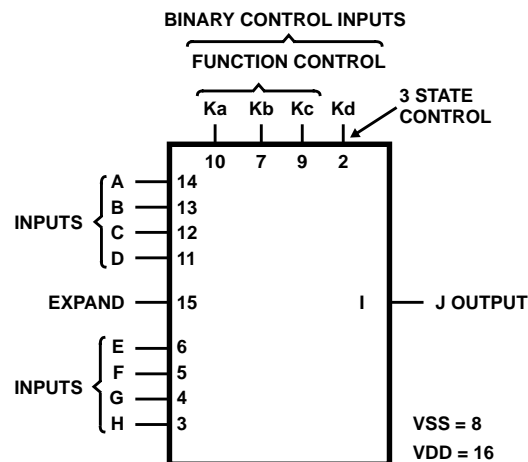 BINARY CONTROL INPUTS
FUNCTION CONTROL
Ka Kb Kc Kd
3 STATE
CONTROL
10 7 9 2
A 14
B 13
INPUTS
C 12
D 11
EXPAND 15 I J OUTPUT
E 6
F 5
INPUTS
G 4
H 3
VSS = 8
VDD = 16